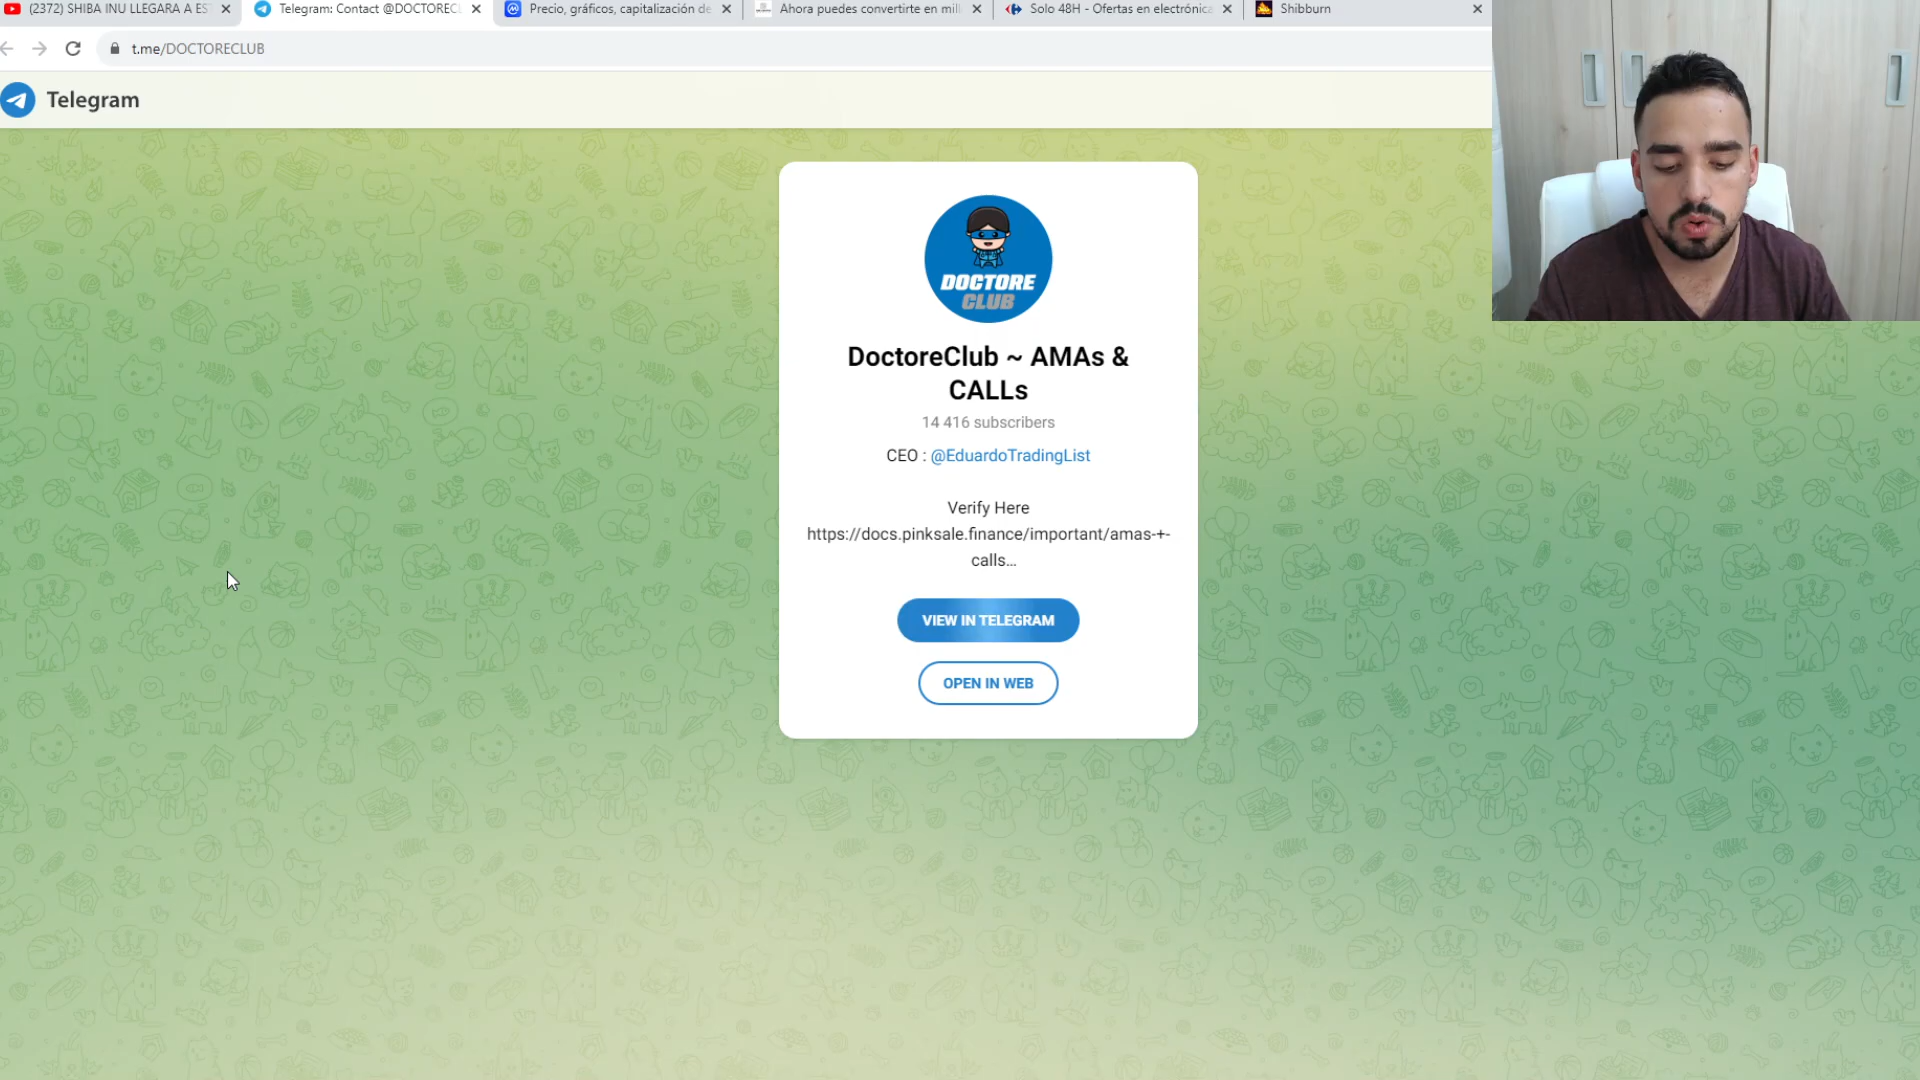 (2372) SHIBA INU LLEGARA A ES
Telegram: Contact @DOCTORECL
Precio, gráficos, capitalización de
Ahora puedes convertirte en mil
Solo 48H - Ofertas en electrónica
Shibburn
t.me/DOCTORECLUB
Telegram
DOCTORE
CLUB
DoctoreClub ~ AMAs &
CALLs
14 416 subscribers
CEO : @EduardoTradingList
Verify Here
https://docs.pinksale.finance/important/amas-+-
calls...
VIEW IN TELEGRAM
OPEN IN WEB